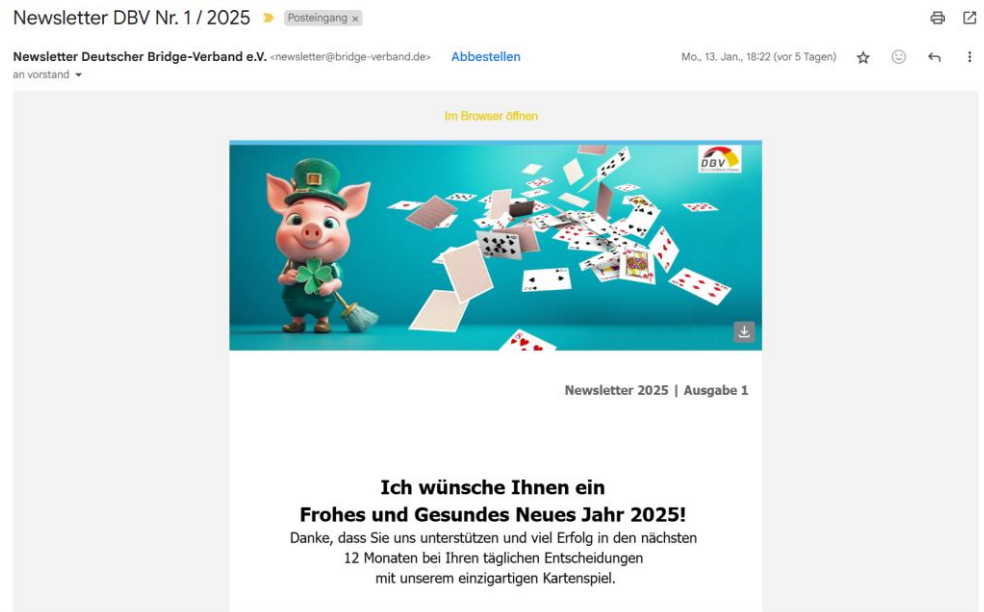 Newsletter DBV Nr. 1 / 2025
Posteingang ×
Newsletter Deutscher Bridge-Verband e.V. <newsletter@bridge-verband.de> Abbestellen Mo., 13. Jan., 18:22 (vor 5 Tagen)
an vorstand
Im Browser öffnen
DBV
Newsletter 2025 | Ausgabe 1
Ich wünsche Ihnen ein
Frohes und Gesundes Neues Jahr 2025!
Danke, dass Sie uns unterstützen und viel Erfolg in den nächsten
12 Monaten bei Ihren täglichen Entscheidungen
mit unserem einzigartigen Kartenspiel.